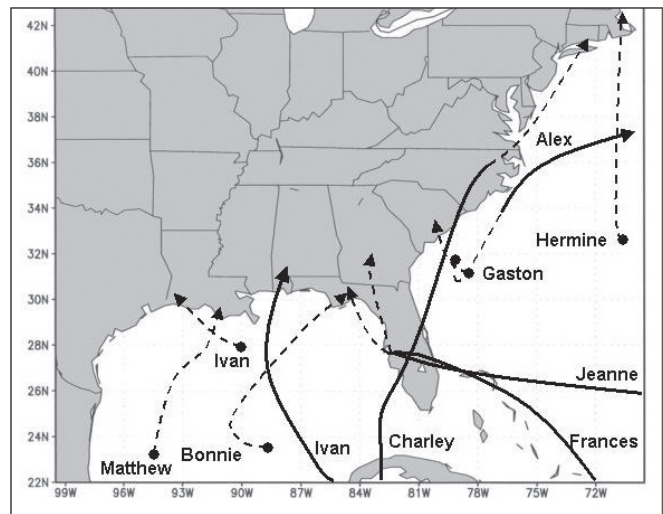 42N
40N
38N
36N
34N
32N
30N
28N
26N
24N
22N
Alex
Hermine
Gaston
Ivan
Jeanne
Matthew
Bonnie
Ivan
Charley
Frances
99W 96W 93W 90W 87W 84W 81W 78W 75W 72W